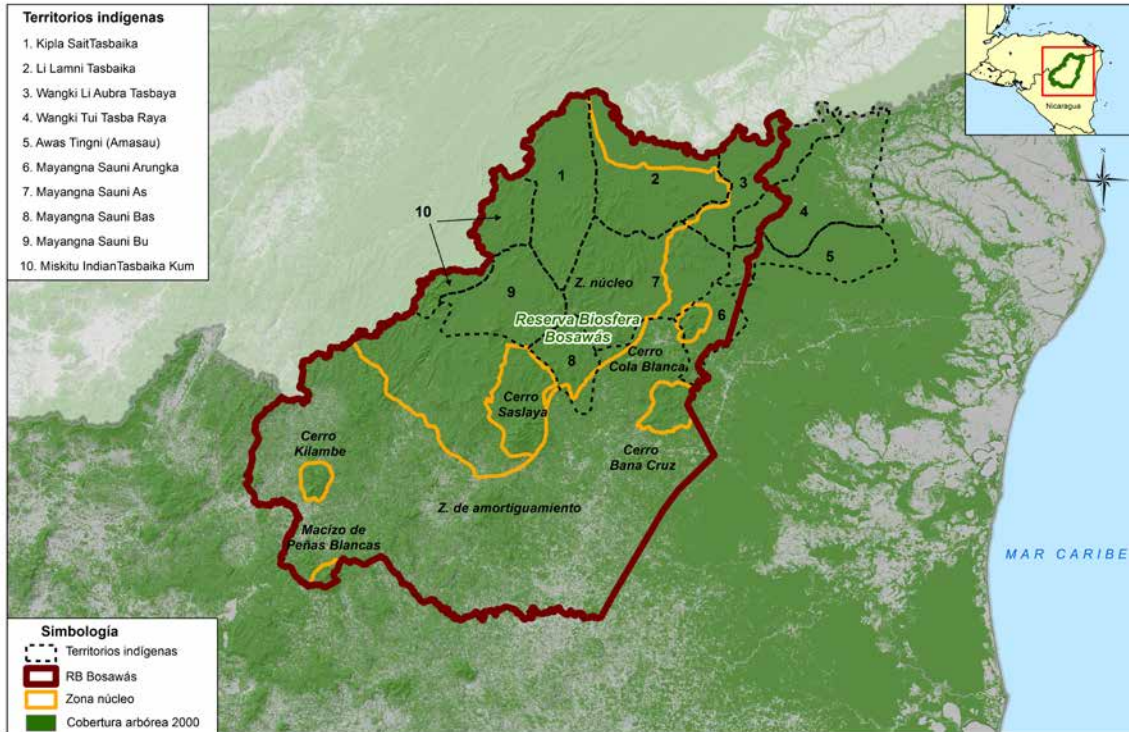 Territorios indígenas
1. Kipla SaitTasbaika
2. Li Lamni Tasbaika
3. Wangki Li Aubra Tasbaya
4. Wangki Tui Tasba Raya
5. Awas Tingni (Amasau)
6. Mayangna Sauni Arungka
7. Mayangna Sauni As
8. Mayangna Sauni Bas
9. Mayangna Sauni Bu
10. Miskitu IndianTasbaika Kum
Nicaragua
N
1
2
3
10
4
5
7
Z. núcleo
9
6
Reserva Biosfera
Bosawás
8
Cerro
Cola Blanca
Cerro
Saslaya
Cerro
Kilambe
Cerro
Bana Cruz
Z. de amortiguamiento
Macizo de
Peñas Blancas
MAR CARIBE
Simbología
Territorios indígenas
RB Bosawás
Zona núcleo
Cobertura arbórea 2000